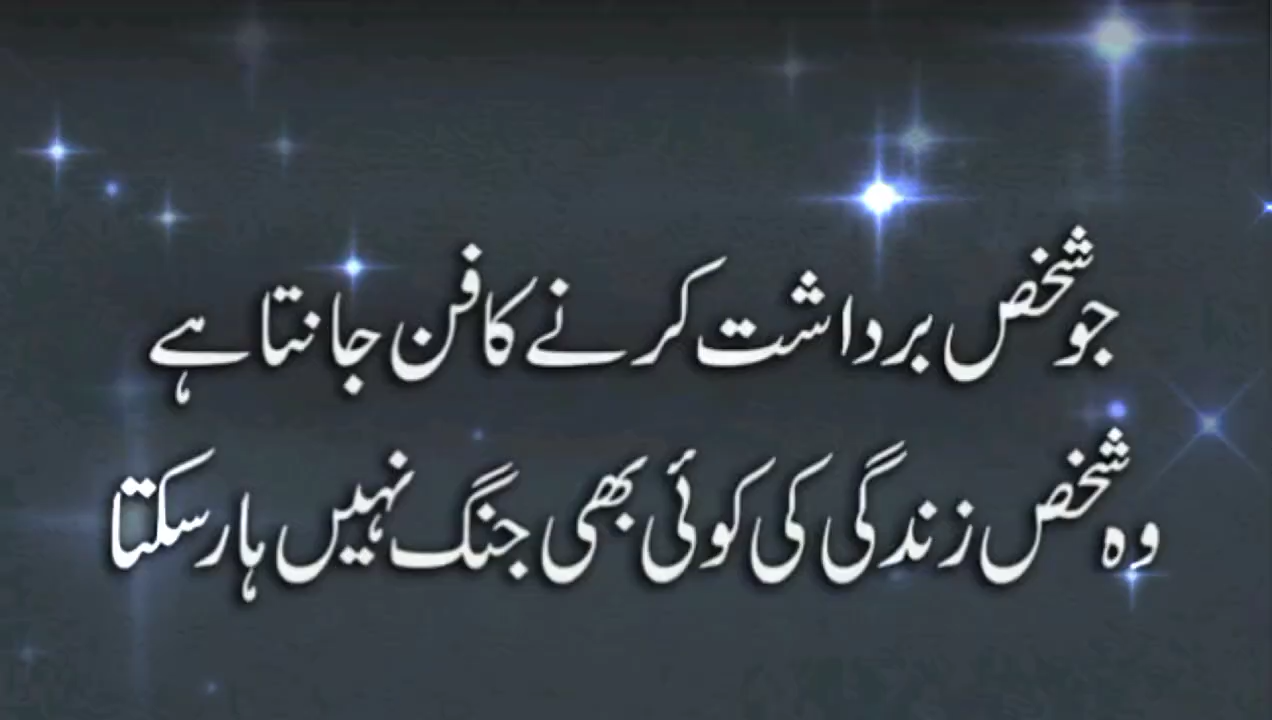 جو شخص برداشت کرنے کا فن جانتا ہے
وہ شخص زندگی کی کوئی بھی جنگ نہیں ہار سکتا